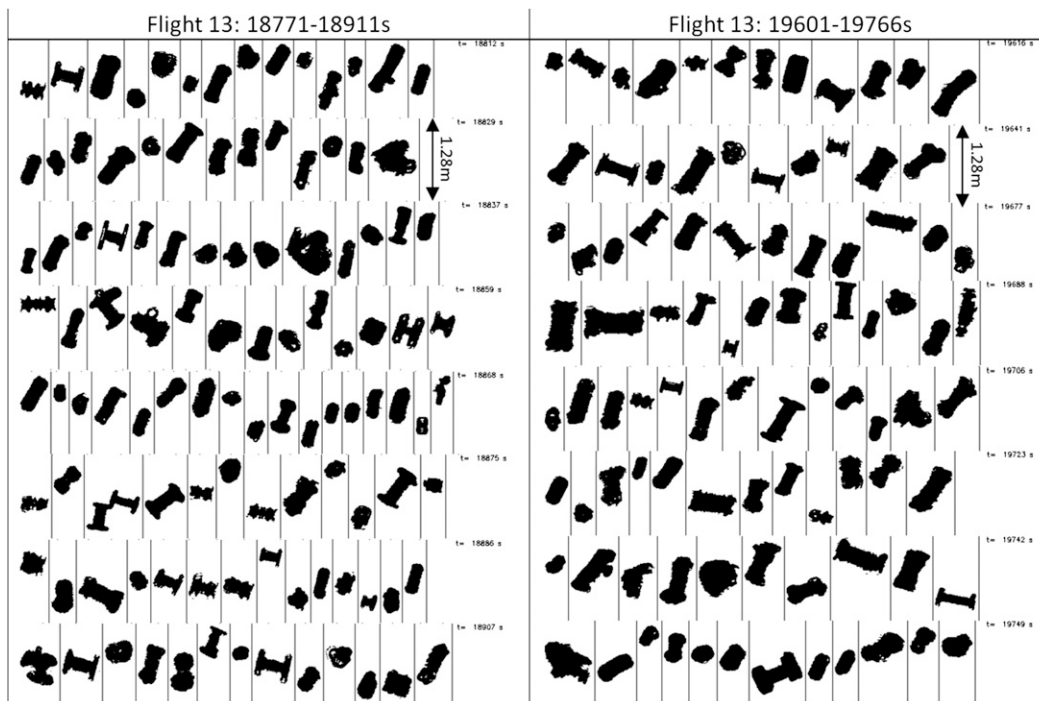 Flight 13: 18771-18911s
t= 18812 s
t= 18829 s
1.28m
t= 18837 s
t= 18859 s
t= 18868 s
t= 18875 s
t= 18886 s
t= 18907 s
Flight 13: 19601-19766s
t= 19616 s
t= 19641 s
1.28m
t= 19677 s
t= 19688 s
t= 19706 s
t= 19723 s
t= 19742 s
t= 19749 s